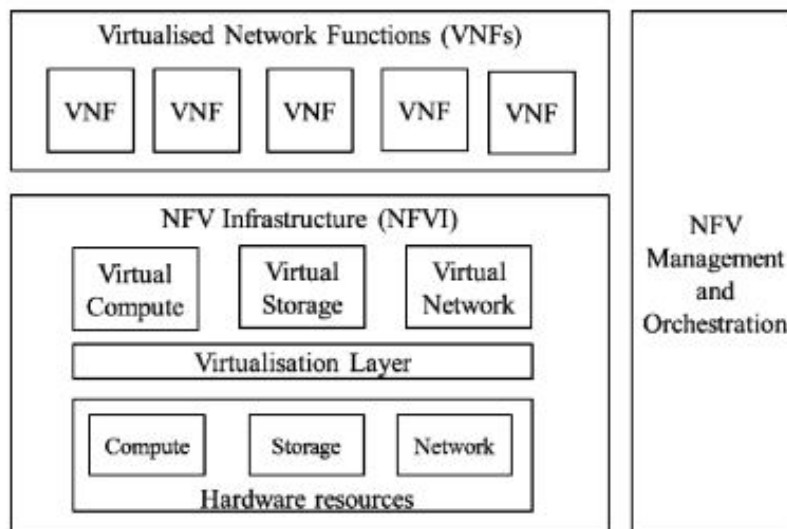 Virtualised Network Functions (VNFs)
VNF VNF VNF VNF VNF
NFV Infrastructure (NFVI)
Virtual
Compute
Virtual
Storage
Virtual
Network
Virtualisation Layer
Compute Storage Network
Hardware resources
NFV
Management
and
Orchestration